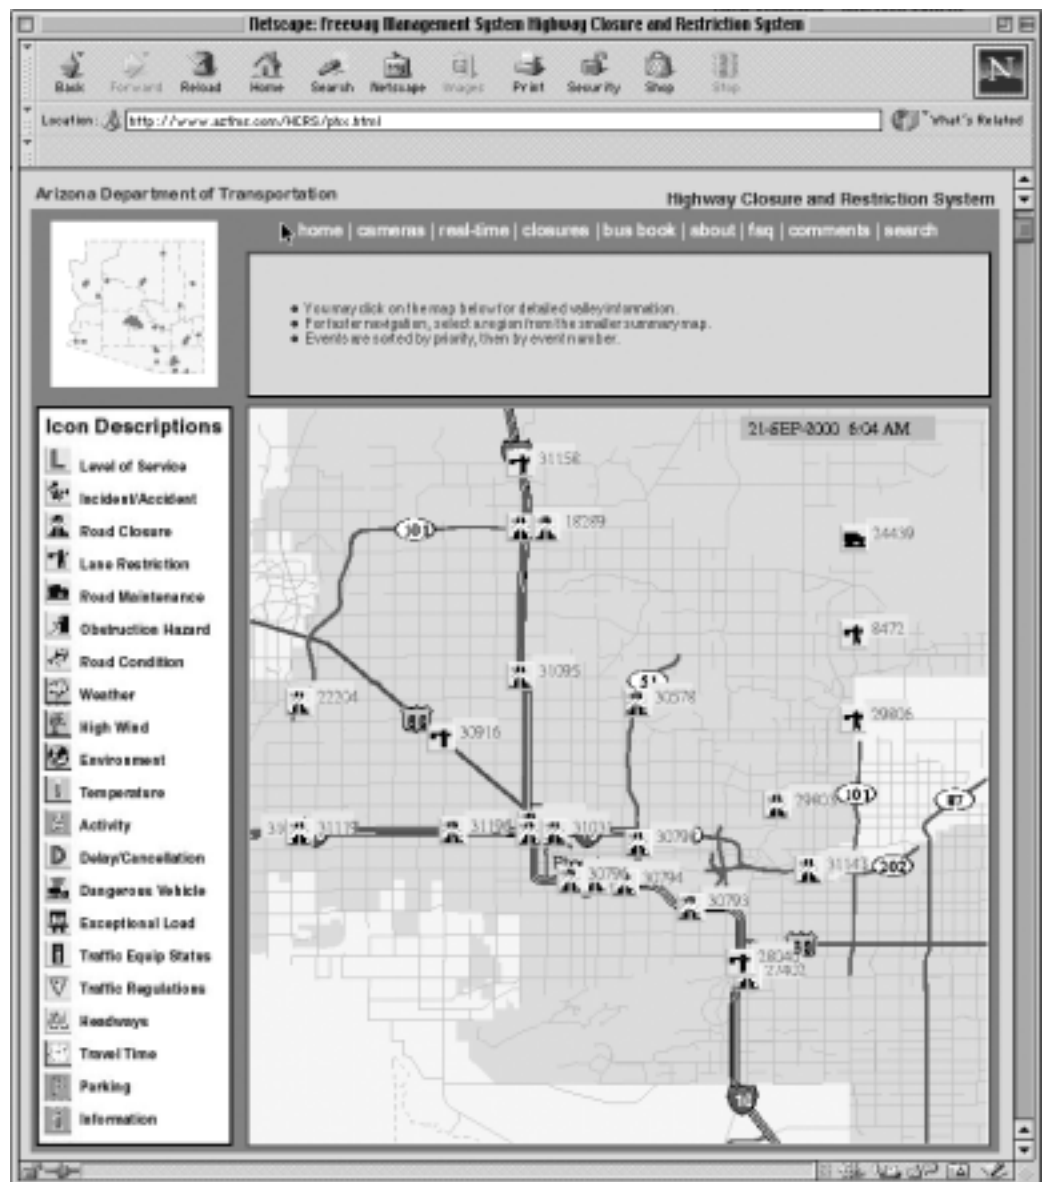 Netscape: Freeway Management System Highway Closure and Restriction System
Back Forward Reload Home Search Netscape Images Print Security Shop Stop
N
Location: http://www.azfms.com/HCRS/phx.html What's Related
Arizona Department of Transportation
Highway Closure and Restriction System
home | cameras | real-time | closures | bus book | about | faq | comments | search
You may click on the map below for detailed valley information.
For faster navigation, select a region from the smaller summary map.
Events are sorted by priority, then by event number.
Icon Descriptions
Level of Service
Incident/Accident
Road Closure
Lane Restriction
Road Maintenance
Obstruction Hazard
Road Condition
Weather
High Wind
Environment
Temperature
Activity
Delay/Cancellation
Dangerous Vehicle
Exceptional Load
Traffic Equip Status
Traffic Regulations
Headways
Travel Time
Parking
Information
21-SEP-2000 6:04 AM
31156
18289
101
24439
8472
31095
51
30578
22204
29806
30916
101
87
31196
31143
202
30796
30794
30793
27402
10